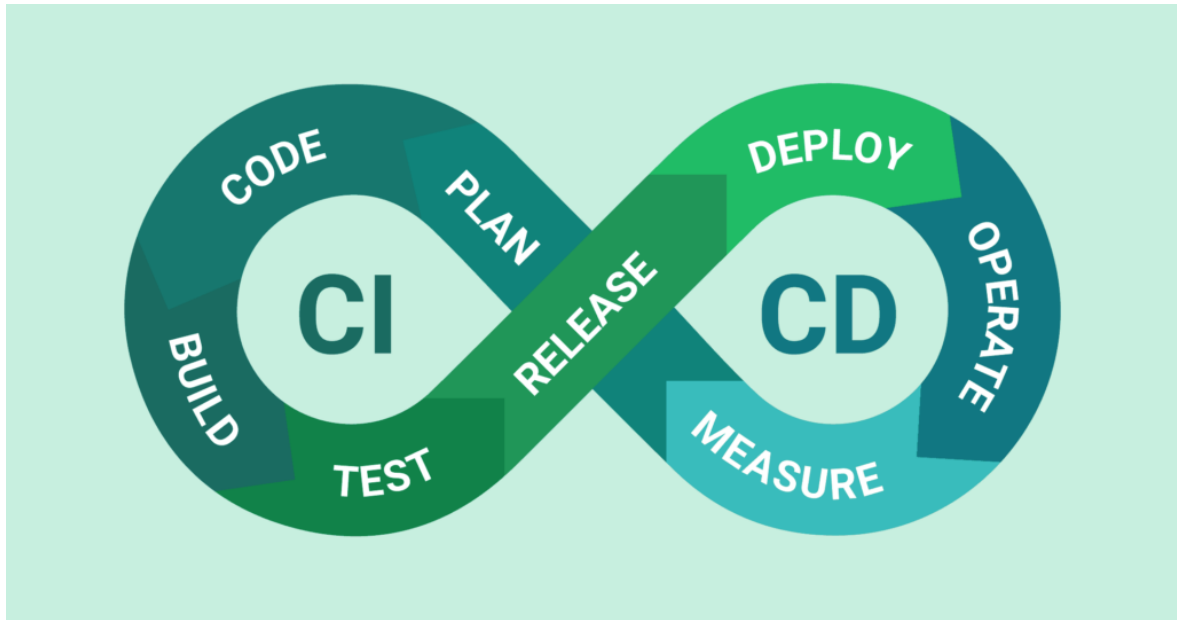 CODE
PLAN
BUILD
TEST
RELEASE
DEPLOY
OPERATE
MEASURE
CI
CD